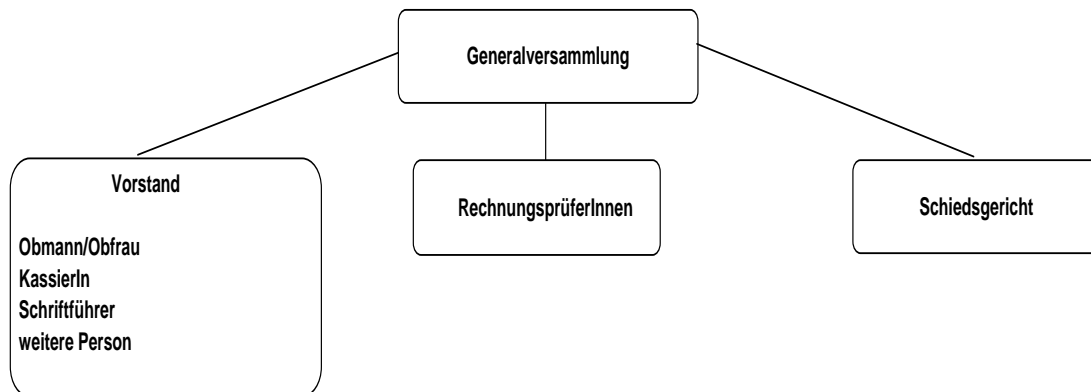 Generalversammlung
Vorstand
Obmann/Obfrau
KassierIn
Schriftführer
weitere Person
RechnungsprüferInnen
Schiedsgericht